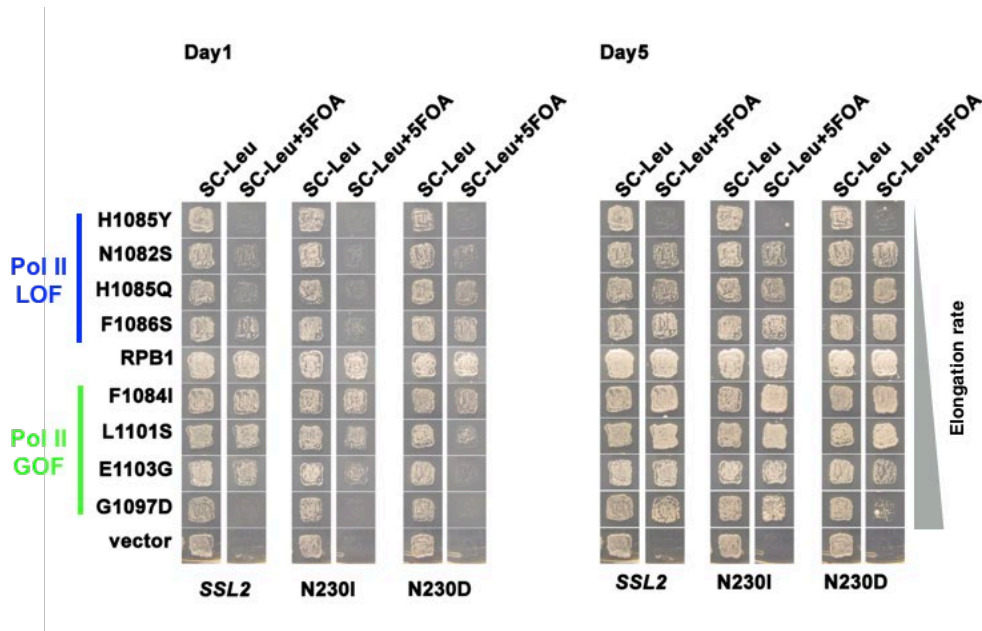 Day1
Day5
SC-Leu
SC-Leu+5FOA
SC-Leu
SC-Leu+5FOA
SC-Leu
SC-Leu+5FOA
SC-Leu
SC-Leu+5FOA
SC-Leu
SC-Leu+5FOA
SC-Leu
SC-Leu+5FOA
Pol II
LOF
H1085Y
N1082S
H1085Q
F1086S
RPB1
Pol II
GOF
F1084I
L1101S
E1103G
G1097D
vector
Elongation rate
SSL2
N230I
N230D
SSL2
N230I
N230D